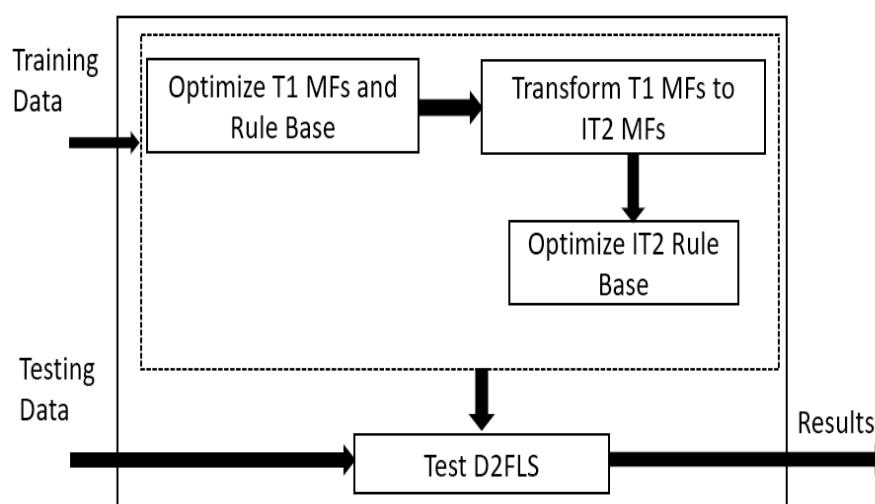 Training
Data
Optimize T1 MFs and
Rule Base
Transform T1 MFs to
IT2 MFs
Optimize IT2 Rule
Base
Testing
Data
Test D2FLS
Results